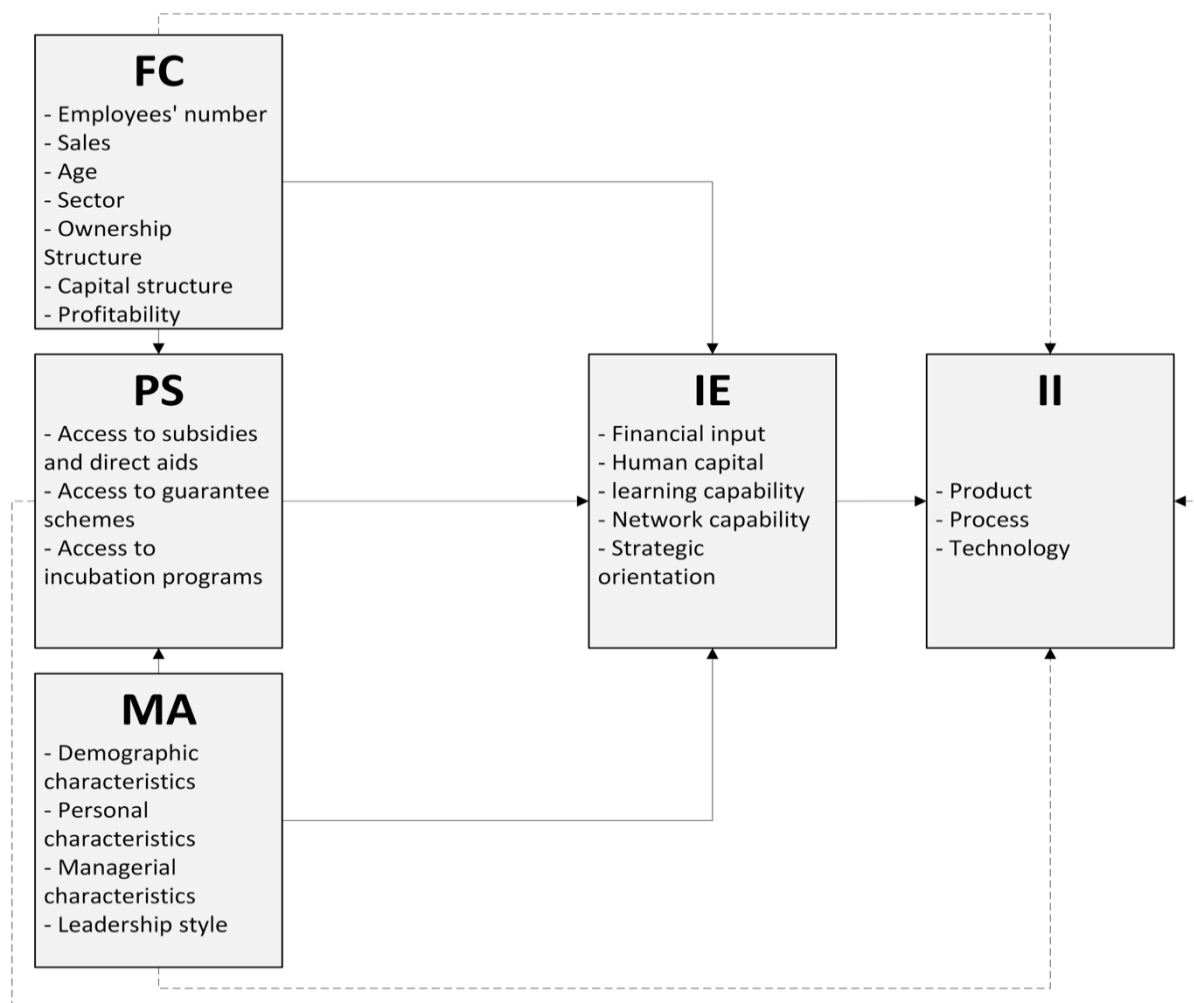 FC
- Employees' number
- Sales
- Age
- Sector
- Ownership
Structure
- Capital structure
- Profitability
PS
- Access to subsidies
and direct aids
- Access to guarantee
schemes
- Access to
incubation programs
IE
- Financial input
- Human capital
- learning capability
- Network capability
- Strategic
orientation
II
- Product
- Process
- Technology
MA
- Demographic
characteristics
- Personal
characteristics
- Managerial
characteristics
- Leadership style